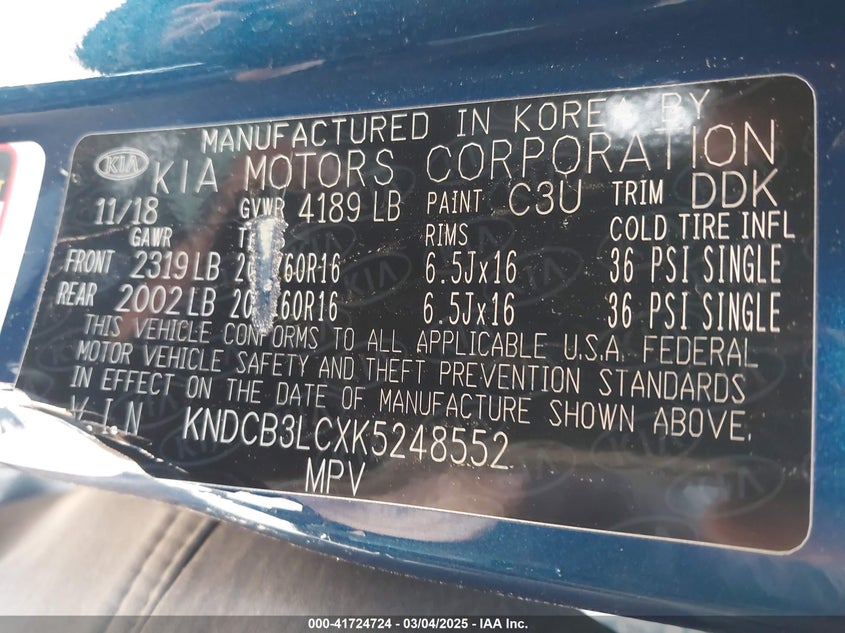 MANUFACTURED IN KOREA BY
KIA KIA MOTORS CORPORATION
11/18 GVWR 4189 LB PAINT C3U TRIM DDK
GAWR RIMS COLD TIRE INFL
FRONT 2319 LB 6.5Jx16 36 PSI SINGLE
REAR 2002 LB 6.5Jx16 36 PSI SINGLE
THIS VEHICLE CONFORMS TO ALL APPLICABLE U.S.A. FEDERAL
MOTOR VEHICLE SAFETY AND THEFT PREVENTION STANDARDS
IN EFFECT ON THE DATE OF MANUFACTURE SHOWN ABOVE.
V.I.N KNDCB3LCXK5248552
MPV
000-41724724 — 03/04/2025 — IAA Inc.